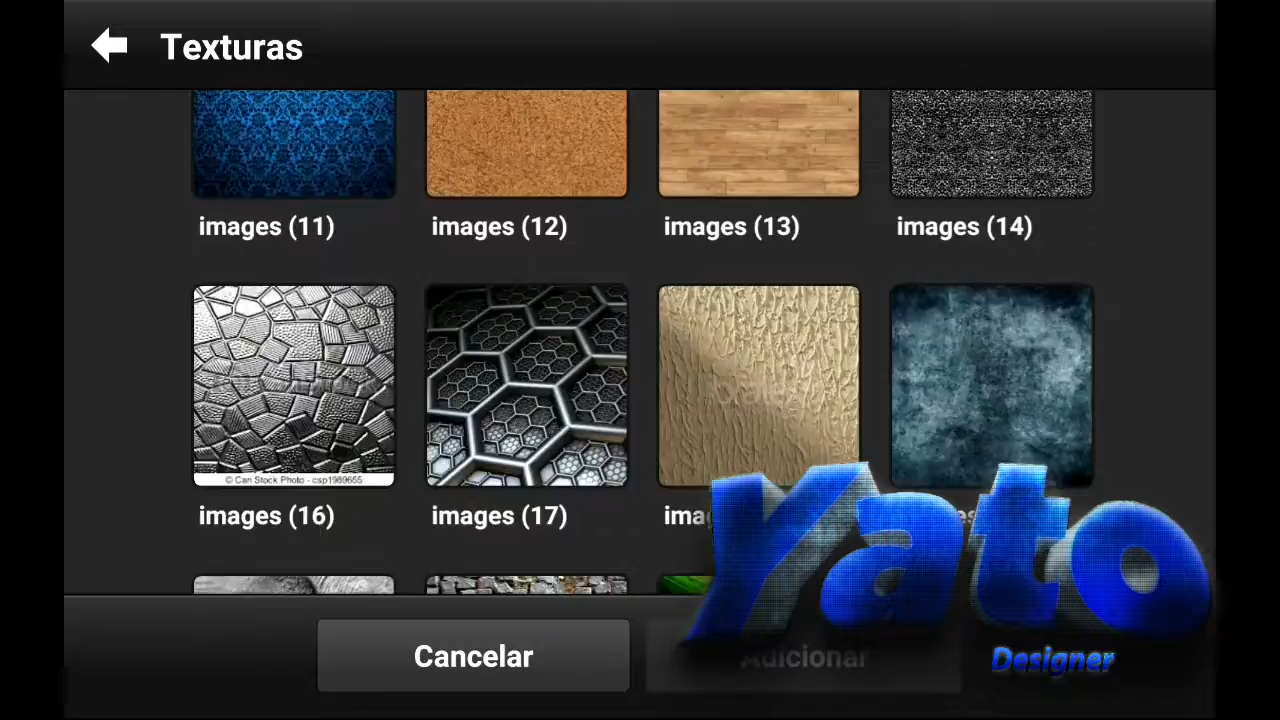 Texturas
images (11)
images (12)
images (13)
images (14)
© Can Stock Photo - csp1989655
images (16)
images (17)
Yato
Designer
Cancelar
Adicionar